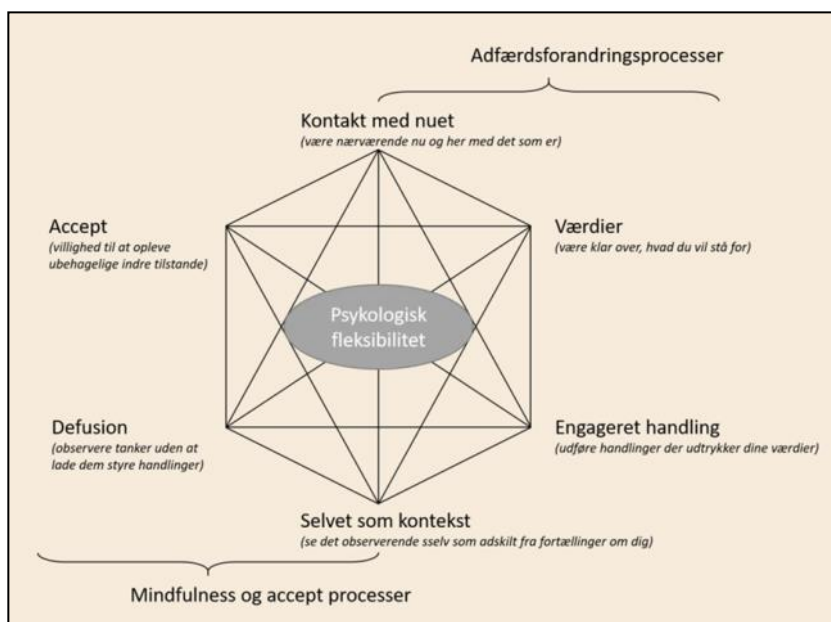 Adfærdsforandringsprocesser
Kontakt med nuet
(være nærværende nu og her med det som er)
Accept
(villighed til at opleve
ubehagelige indre tilstande)
Værdier
(være klar over, hvad du vil stå for)
Psykologisk
fleksibilitet
Defusion
(observere tanker uden at
lade dem styre handlinger)
Engageret handling
(udføre handlinger der udtrykker dine værdier)
Selvet som kontekst
(se det observerende sselv som adskilt fra fortællinger om dig)
Mindfulness og accept processer